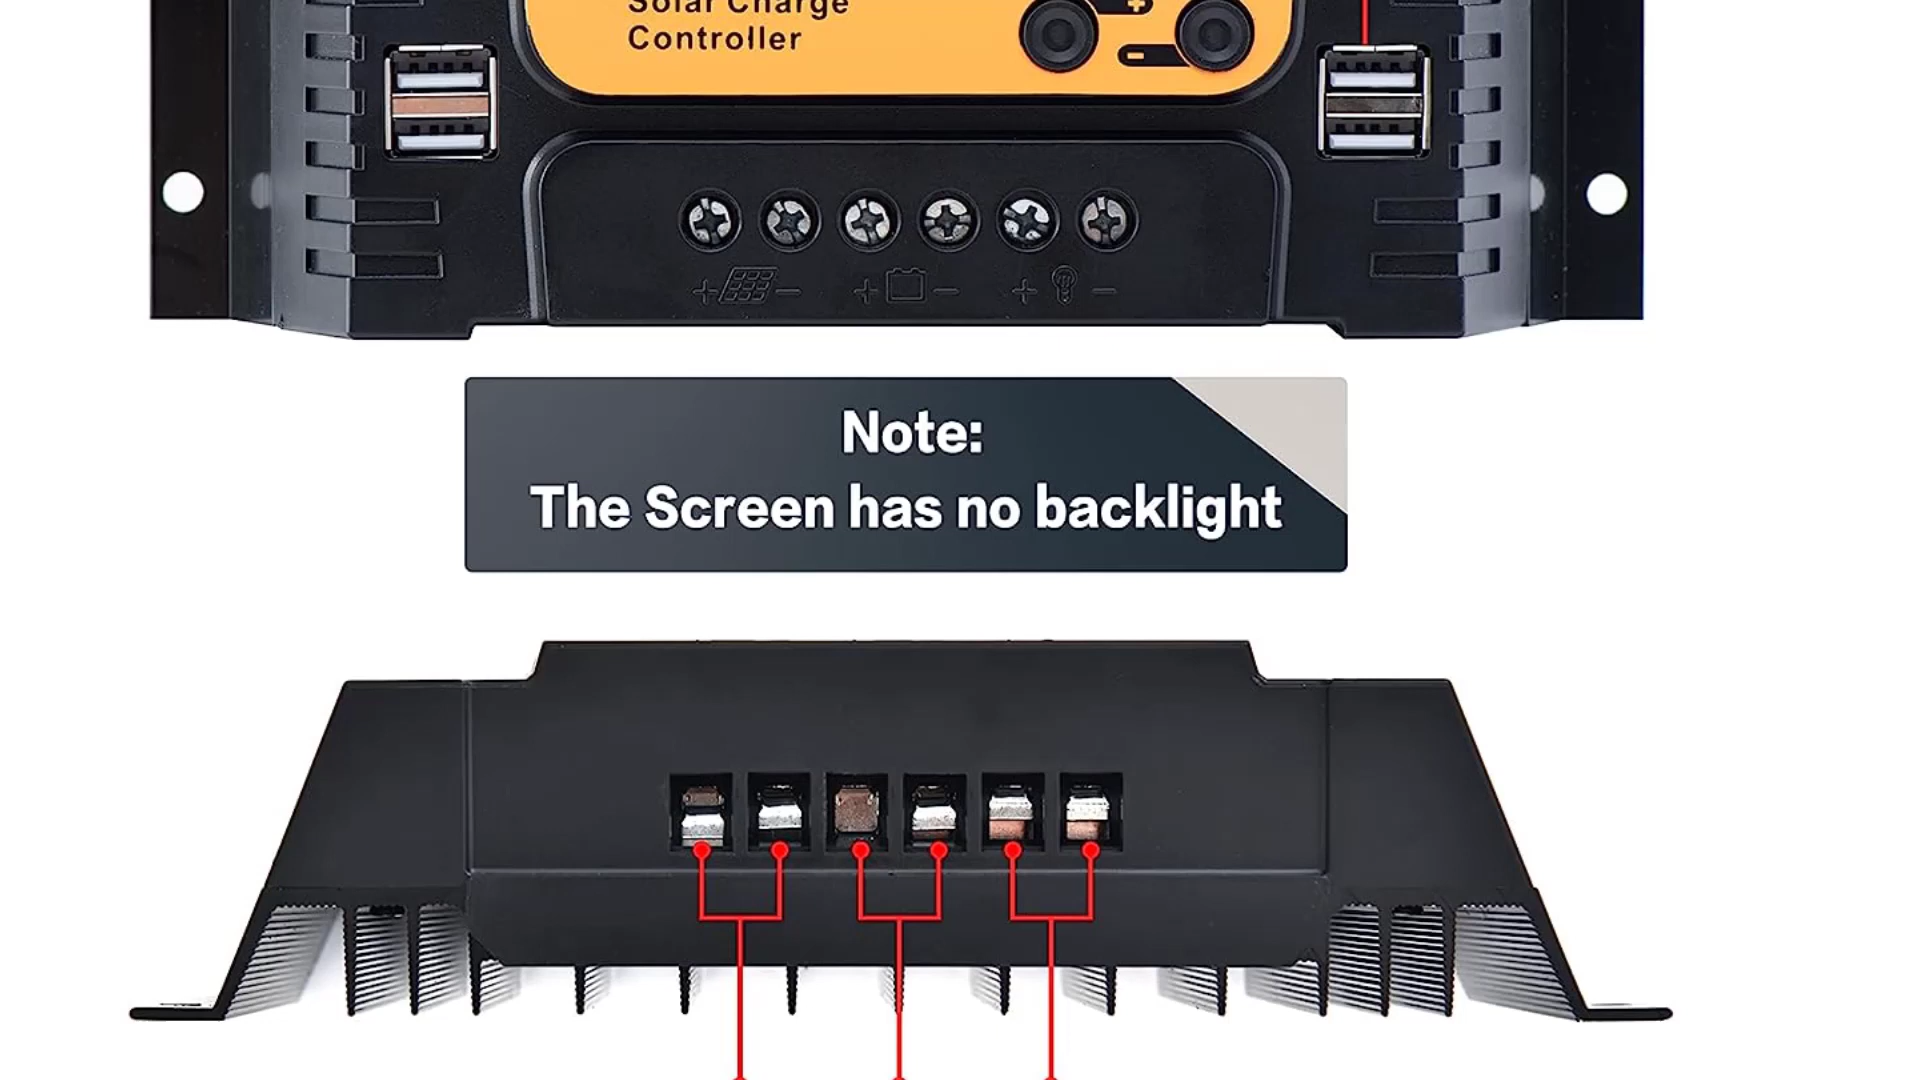 Solar Charge
Controller
+
-
+ - + - + -
Note:
The Screen has no backlight